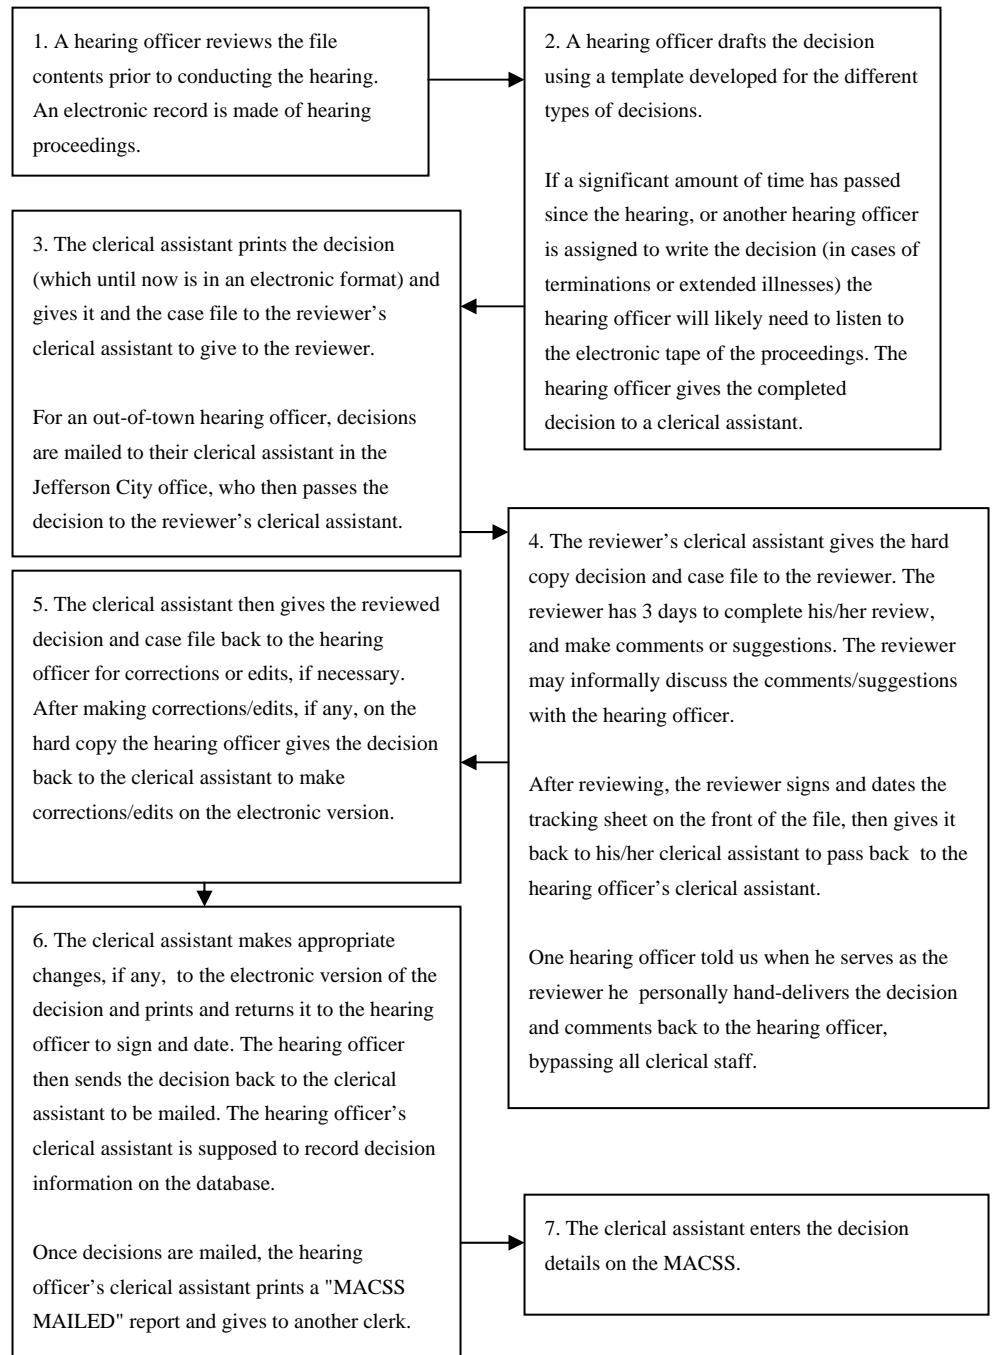 1. A hearing officer reviews the file
contents prior to conducting the hearing.
An electronic record is made of hearing
proceedings.
2. A hearing officer drafts the decision
using a template developed for the different
types of decisions.
If a significant amount of time has passed
since the hearing, or another hearing officer
is assigned to write the decision (in cases of
terminations or extended illnesses) the
hearing officer will likely need to listen to
the electronic tape of the proceedings. The
hearing officer gives the completed
decision to a clerical assistant.
3. The clerical assistant prints the decision
(which until now is in an electronic format) and
gives it and the case file to the reviewer's
clerical assistant to give to the reviewer.
For an out-of-town hearing officer, decisions
are mailed to their clerical assistant in the
Jefferson City office, who then passes the
decision to the reviewer's clerical assistant.
4. The reviewer's clerical assistant gives the hard
copy decision and case file to the reviewer. The
reviewer has 3 days to complete his/her review,
and make comments or suggestions. The reviewer
may informally discuss the comments/suggestions
with the hearing officer.
After reviewing, the reviewer signs and dates the
tracking sheet on the front of the file, then gives it
back to his/her clerical assistant to pass back to the
hearing officer's clerical assistant.
One hearing officer told us when he serves as the
reviewer he personally hand-delivers the decision
and comments back to the hearing officer,
bypassing all clerical staff.
5. The clerical assistant then gives the reviewed
decision and case file back to the hearing
officer for corrections or edits, if necessary.
After making corrections/edits, if any, on the
hard copy the hearing officer gives the decision
back to the clerical assistant to make
corrections/edits on the electronic version.
6. The clerical assistant makes appropriate
changes, if any, to the electronic version of the
decision and prints and returns it to the hearing
officer to sign and date. The hearing officer
then sends the decision back to the clerical
assistant to be mailed. The hearing officer's
clerical assistant is supposed to record decision
information on the database.
Once decisions are mailed, the hearing
officer's clerical assistant prints a "MACSS
MAILED" report and gives to another clerk.
7. The clerical assistant enters the decision
details on the MACSS.